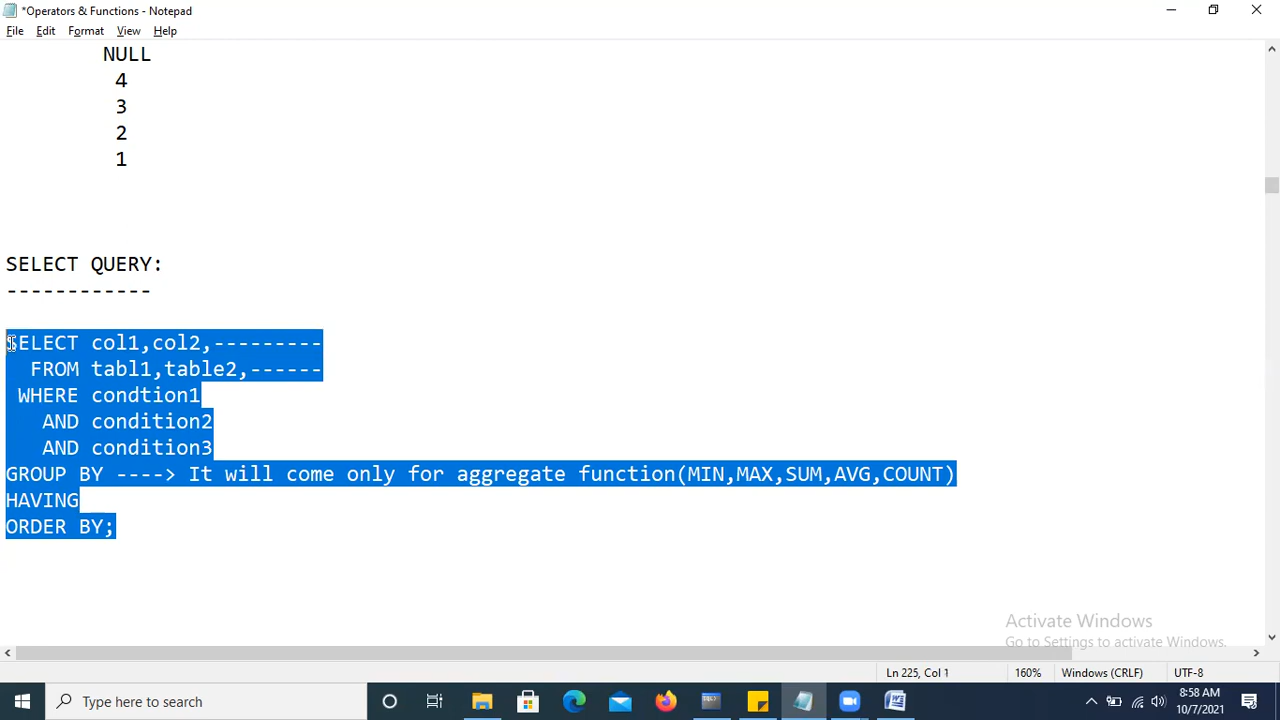 *Operators & Functions - Notepad
File Edit Format View Help
NULL
4
3
2
1
SELECT QUERY:
------------
SELECT col1,col2,---------
FROM tabl1,table2,------
WHERE condtion1
AND condition2
AND condition3
GROUP BY ----> It will come only for aggregate function(MIN,MAX,SUM,AVG,COUNT)
HAVING
ORDER BY;
Activate Windows
Go to Settings to activate Windows.
Ln 225, Col 1 160% Windows (CRLF) UTF-8
Type here to search
8:58 AM
10/7/2021